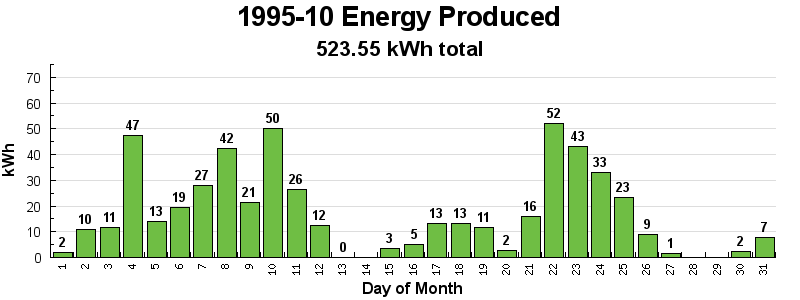 1995-10 Energy Produced
523.55 kWh total
kWh
70
60
50
40
30
20
10
0
2 10 11 47 13 19 27 42 21 50 26 12 0 3 5 13 13 11 2 16 52 43 33 23 9 1 2 7
1 2 3 4 5 6 7 8 9 10 11 12 13 14 15 16 17 18 19 20 21 22 23 24 25 26 27 28 29 30 31
Day of Month